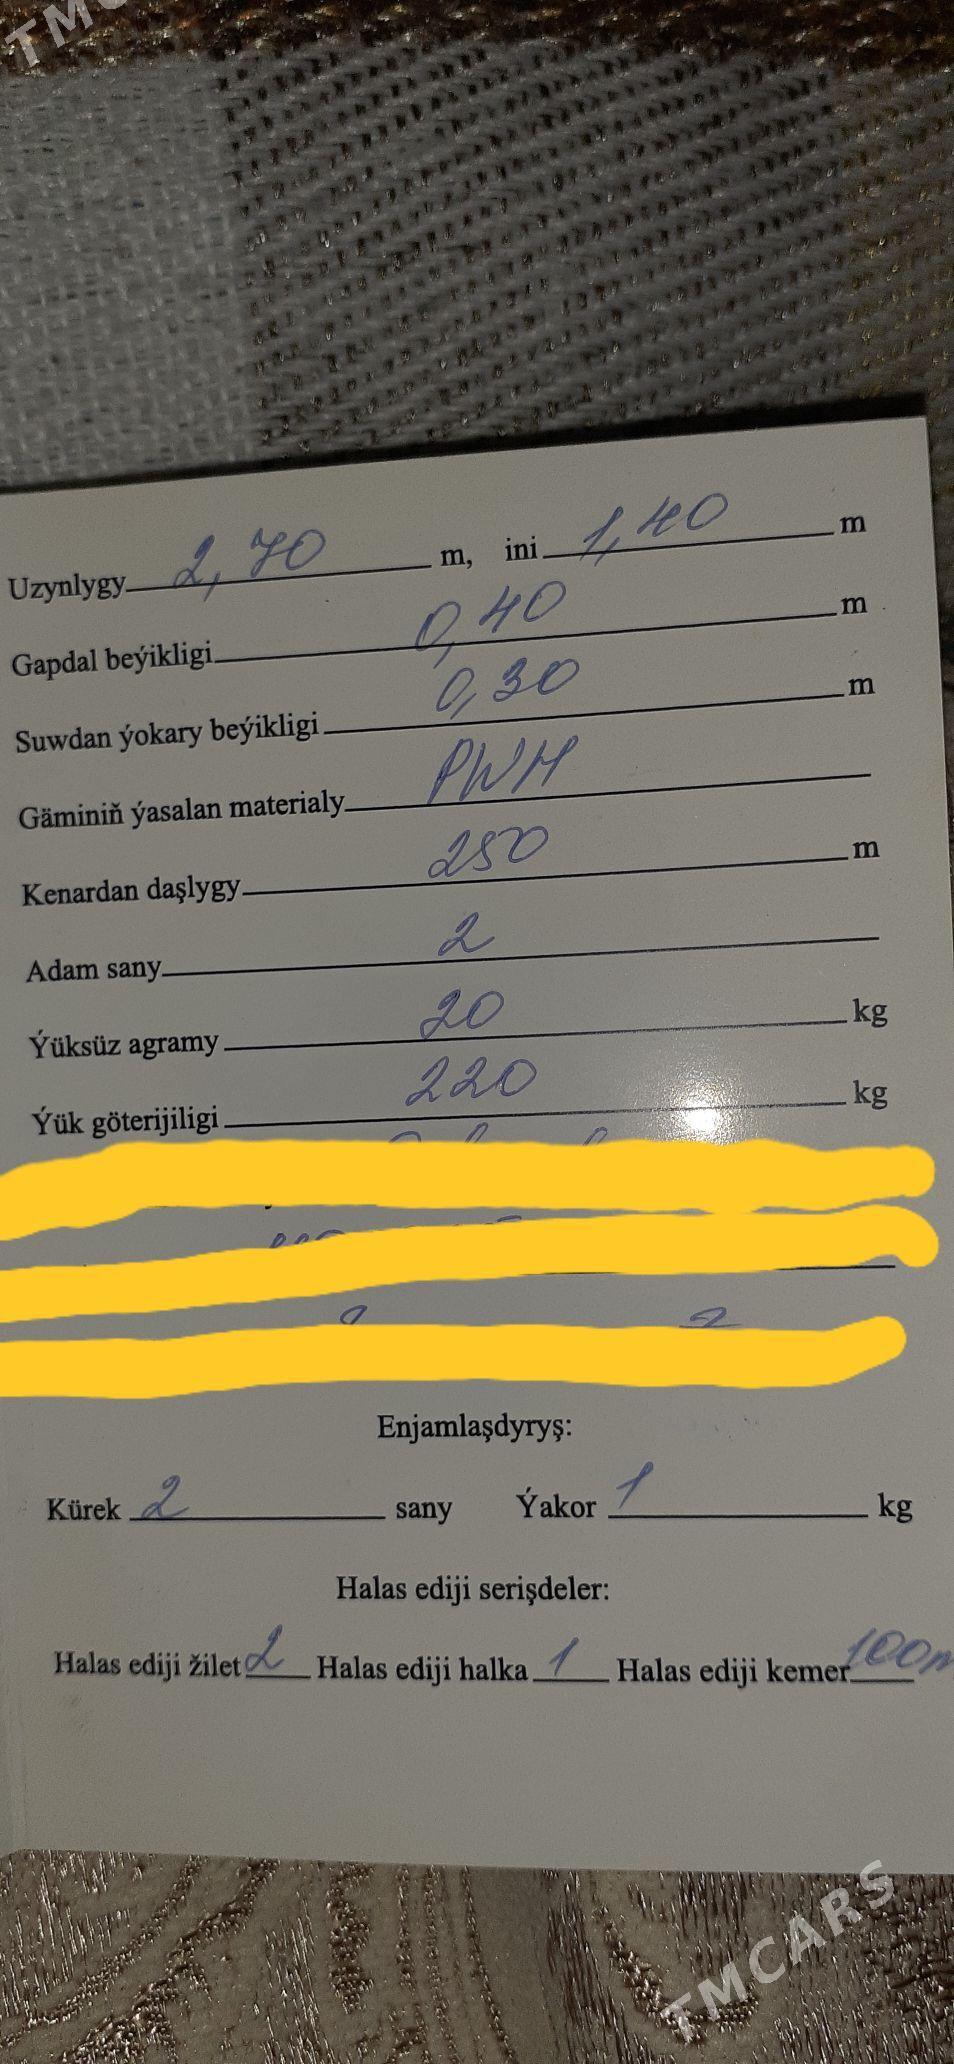 TMC
Uzynlygy 2,70 m, ini 1,40 m
Gapdal beýikligi 0,40 m
Suwdan ýokary beýikligi 0,30 m
Gäminiň ýasalan materialy PWH
Kenardan daşlygy 250 m
Adam sany 2
Ýüksüz agramy 20 kg
Ýük göterijiligi 220 kg
Enjamlaşdyryş:
Kürek 2 sany Ýakor 1 kg
Halas ediji serişdeler:
Halas ediji žilet 2 Halas ediji halka 1 Halas ediji kemer 100m
TMCARS